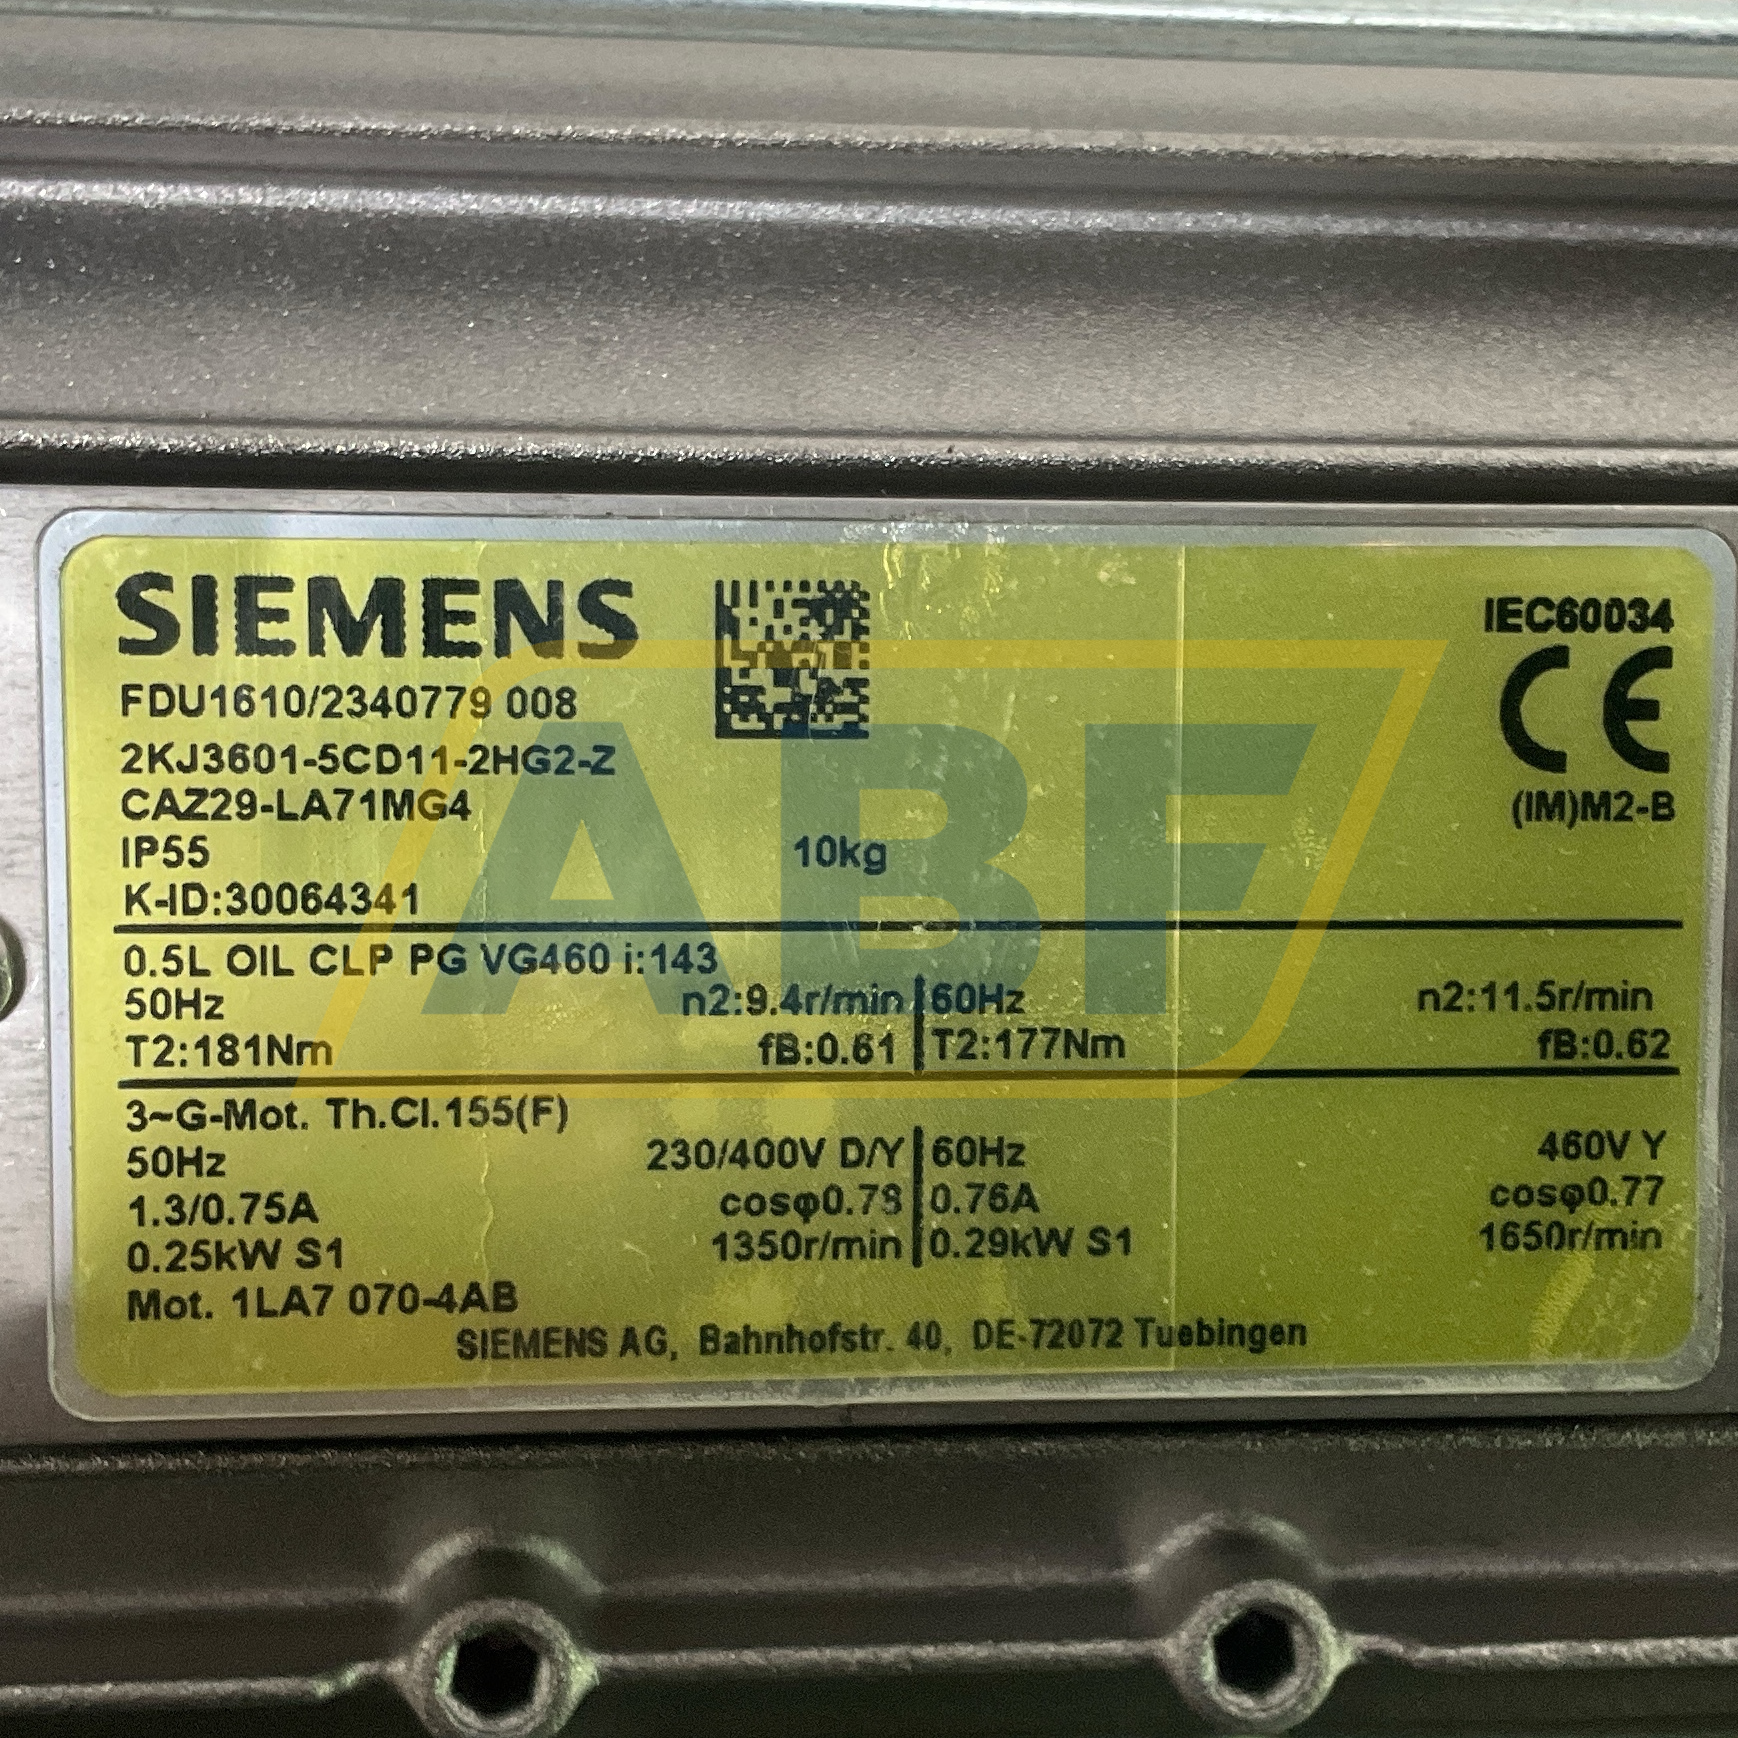 SIEMENS
IEC60034
FDU1610/2340779 008
CE
2KJ3601-5CD11-2HG2-Z
CAZ29-LA71MG4
(IM)M2-B
IP55 10kg
K-ID:30064341
ABF
0.5L OIL CLP PG VG460 i:143
50Hz n2:9.4r/min 60Hz n2:11.5r/min
T2:181Nm fB:0.61 T2:177Nm fB:0.62
3~G-Mot. Th.Cl.155(F)
50Hz 230/400V D/Y 60Hz 460V Y
1.3/0.75A cosφ0.78 0.76A cosφ0.77
0.25kW S1 1350r/min 0.29kW S1 1650r/min
Mot. 1LA7 070-4AB
SIEMENS AG, Bahnhofstr. 40, DE-72072 Tuebingen